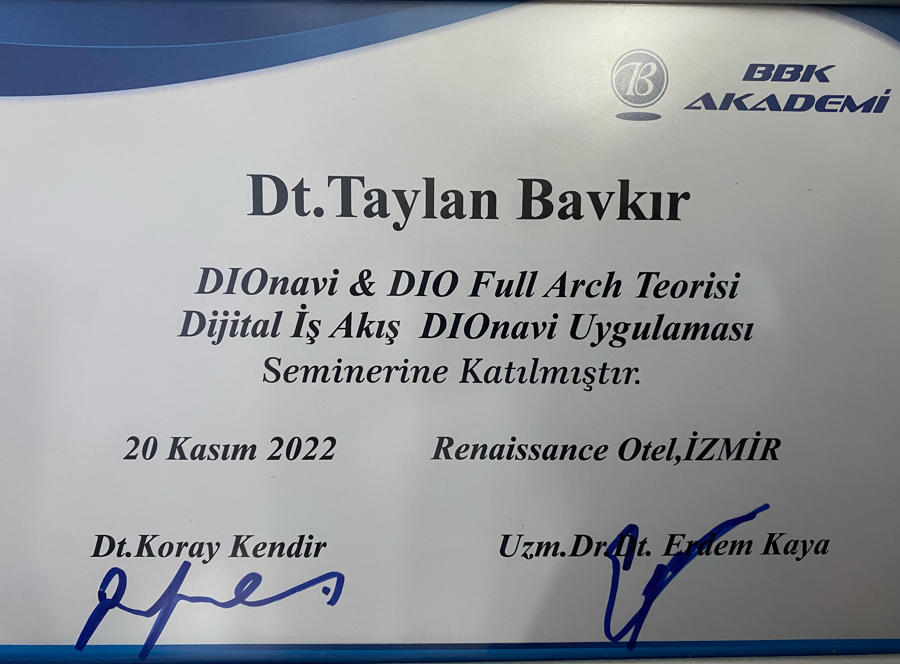 B
BBK
AKADEMİ
Dt.Taylan Bavkır
DIOnavi & DIO Full Arch Teorisi
Dijital İş Akış DIOnavi Uygulaması
Seminerine Katılmıştır.
20 Kasım 2022 Renaissance Otel,İZMİR
Dt.Koray Kendir Uzm.Dr.Dt. Erdem Kaya